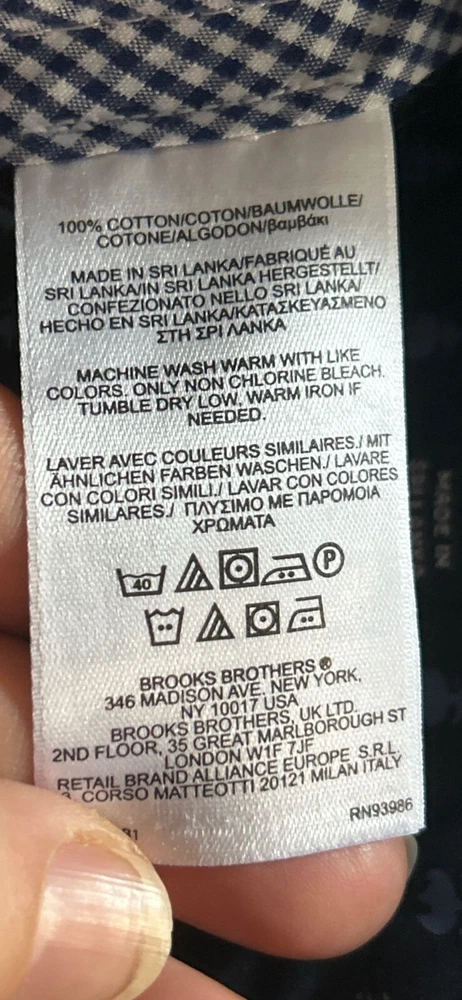 100% COTTON/COTON/BAUMWOLLE/
COTONE/ALGODON/βαμβάκι
MADE IN SRI LANKA/FABRIQUÉ AU
SRI LANKA/IN SRI LANKA HERGESTELLT/
CONFEZIONATO NELLO SRI LANKA/
HECHO EN SRI LANKA/ΚΑΤΑΣΚΕΥΑΣΜΕΝΟ
ΣΤΗ ΣΡΙ ΛΑΝΚΑ
MACHINE WASH WARM WITH LIKE
COLORS. ONLY NON CHLORINE BLEACH.
TUMBLE DRY LOW, WARM IRON IF
NEEDED.
LAVER AVEC COULEURS SIMILAIRES./ MIT
ÄHNLICHEN FARBEN WASCHEN./ LAVARE
CON COLORI SIMILI./ LAVAR CON COLORES
SIMILARES./ ΠΛΥΣΙΜΟ ΜΕ ΠΑΡΟΜΟΙΑ
ΧΡΩΜΑΤΑ
40 P
BROOKS BROTHERS ®
346 MADISON AVE. NEW YORK,
NY 10017 USA
BROOKS BROTHERS, UK LTD.
2ND FLOOR, 35 GREAT MARLBOROUGH ST
LONDON W1F 7JF
RETAIL BRAND ALLIANCE EUROPE S.R.L.
CORSO MATTEOTTI 20121 MILAN ITALY
RN93986
MADE IN